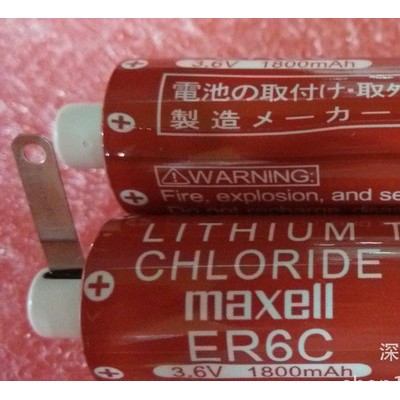 3.6V 1800mAh
電池の取付け・取外
製造メーカー
⚠WARNING:
Fire, explosion, and se
LITHIUM T
CHLORIDE
maxell
ER6C
3.6V 1800mAh
深